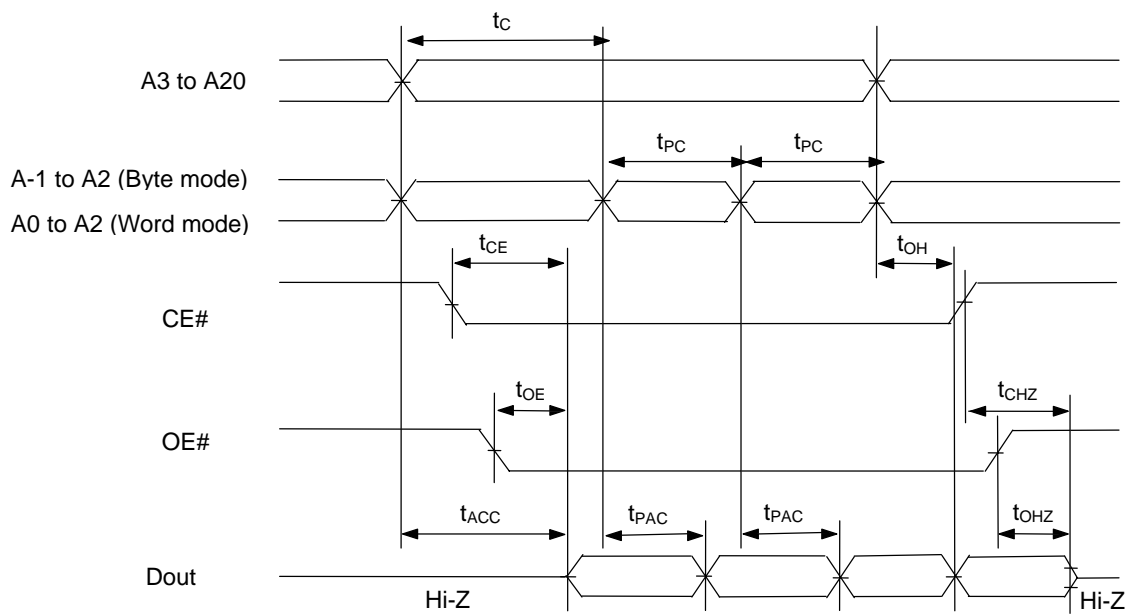 tC
A3 to A20
tPC tPC
A-1 to A2 (Byte mode)
A0 to A2 (Word mode)
tCE tOH
CE#
tOE tCHZ
OE#
tACC tPAC tPAC tOHZ
Dout
Hi-Z Hi-Z